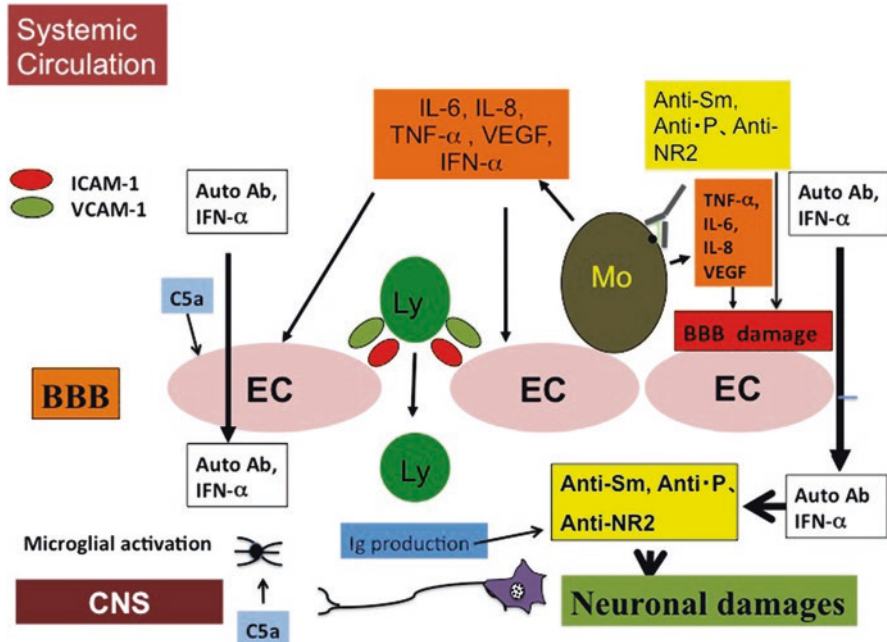 Systemic
Circulation
IL-6, IL-8,
TNF-α , VEGF,
IFN-α
Anti-Sm,
Anti・P、Anti-
NR2
ICAM-1
VCAM-1
Auto Ab,
IFN-α
TNF-α,
IL-6,
IL-8
VEGF
Auto Ab,
IFN-α
C5a
Ly
Mo
BBB damage
BBB
EC
EC
EC
Auto Ab,
IFN-α
Ly
Anti-Sm, Anti・P、
Anti-NR2
Auto Ab
IFN-α
Microglial activation
Ig production
CNS
C5a
Neuronal damages